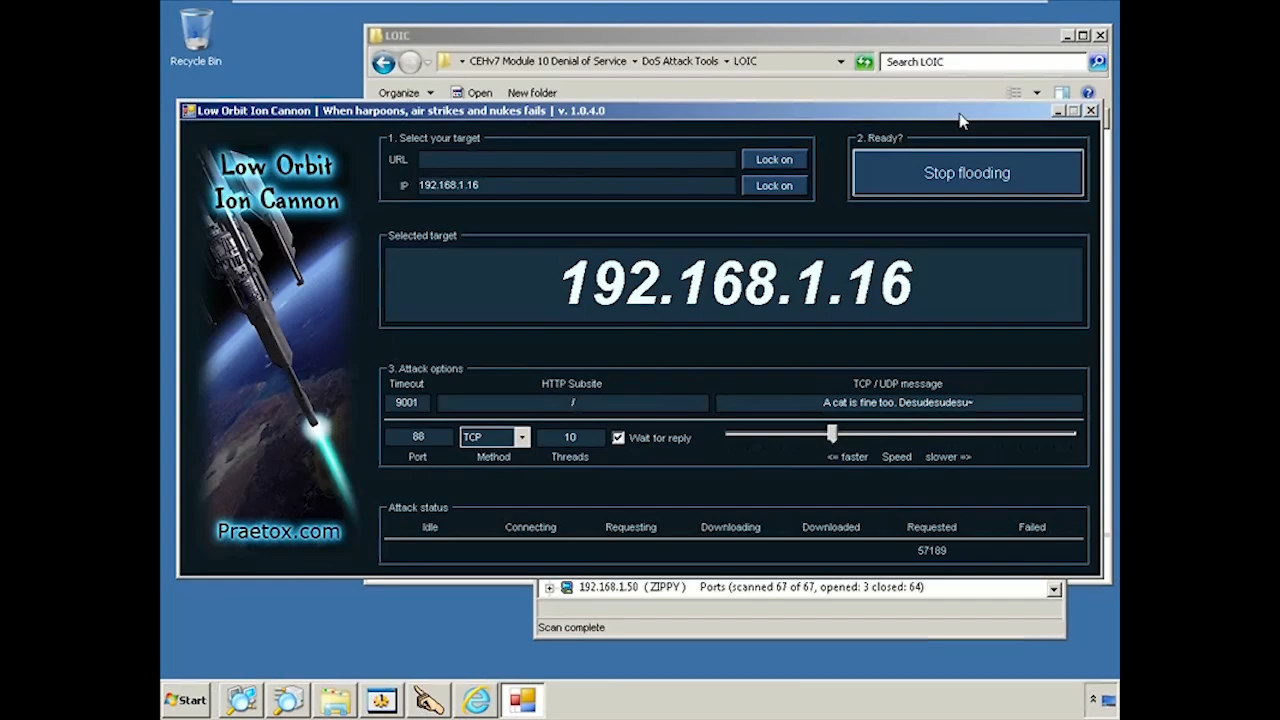 Recycle Bin
LOIC
CEHv7 Module 10 Denial of Service DoS Attack Tools LOIC
Search LOIC
Organize Open New folder
Low Orbit Ion Cannon | When harpoons, air strikes and nukes fails | v. 1.0.4.0
Low Orbit
Ion Cannon
Praetox.com
1. Select your target
URL Lock on
IP 192.168.1.16 Lock on
2. Ready?
Stop flooding
Selected target
192.168.1.16
3. Attack options
Timeout HTTP Subsite TCP / UDP message
9001 / A cat is fine too. Desudesudesu~
88 TCP 10 Wait for reply
Port Method Threads <= faster Speed slower =>
Attack status
Idle Connecting Requesting Downloading Downloaded Requested Failed
57189
192.168.1.50 ( ZIPPY ) Ports (scanned 67 of 67, opened: 3 closed: 64)
Scan complete
Start